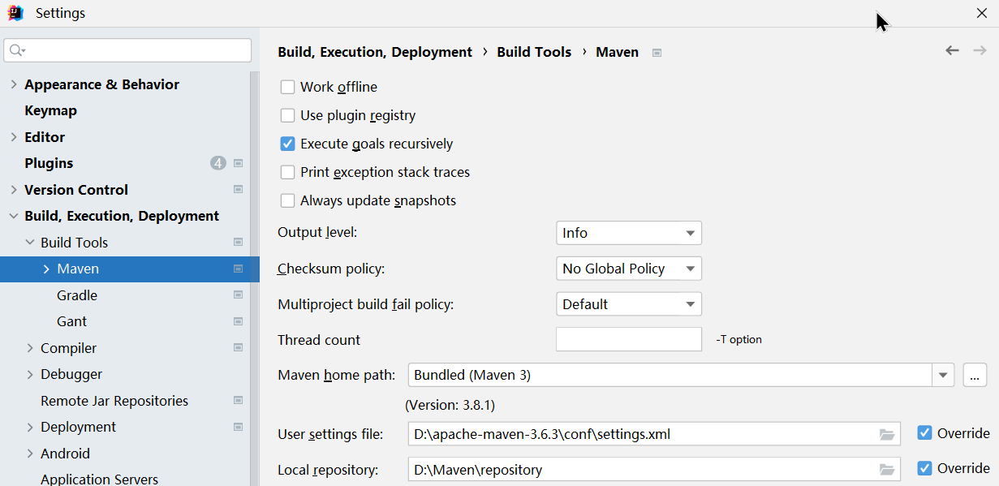 Settings
Build, Execution, Deployment › Build Tools › Maven
Appearance & Behavior
Keymap
Editor
Plugins 4
Version Control
Build, Execution, Deployment
Build Tools
Maven
Gradle
Gant
Compiler
Debugger
Remote Jar Repositories
Deployment
Android
Application Servers
Work offline
Use plugin registry
Execute goals recursively
Print exception stack traces
Always update snapshots
Output level: Info
Checksum policy: No Global Policy
Multiproject build fail policy: Default
Thread count -T option
Maven home path: Bundled (Maven 3) ...
(Version: 3.8.1)
User settings file: D:\apache-maven-3.6.3\conf\settings.xml Override
Local repository: D:\Maven\repository Override